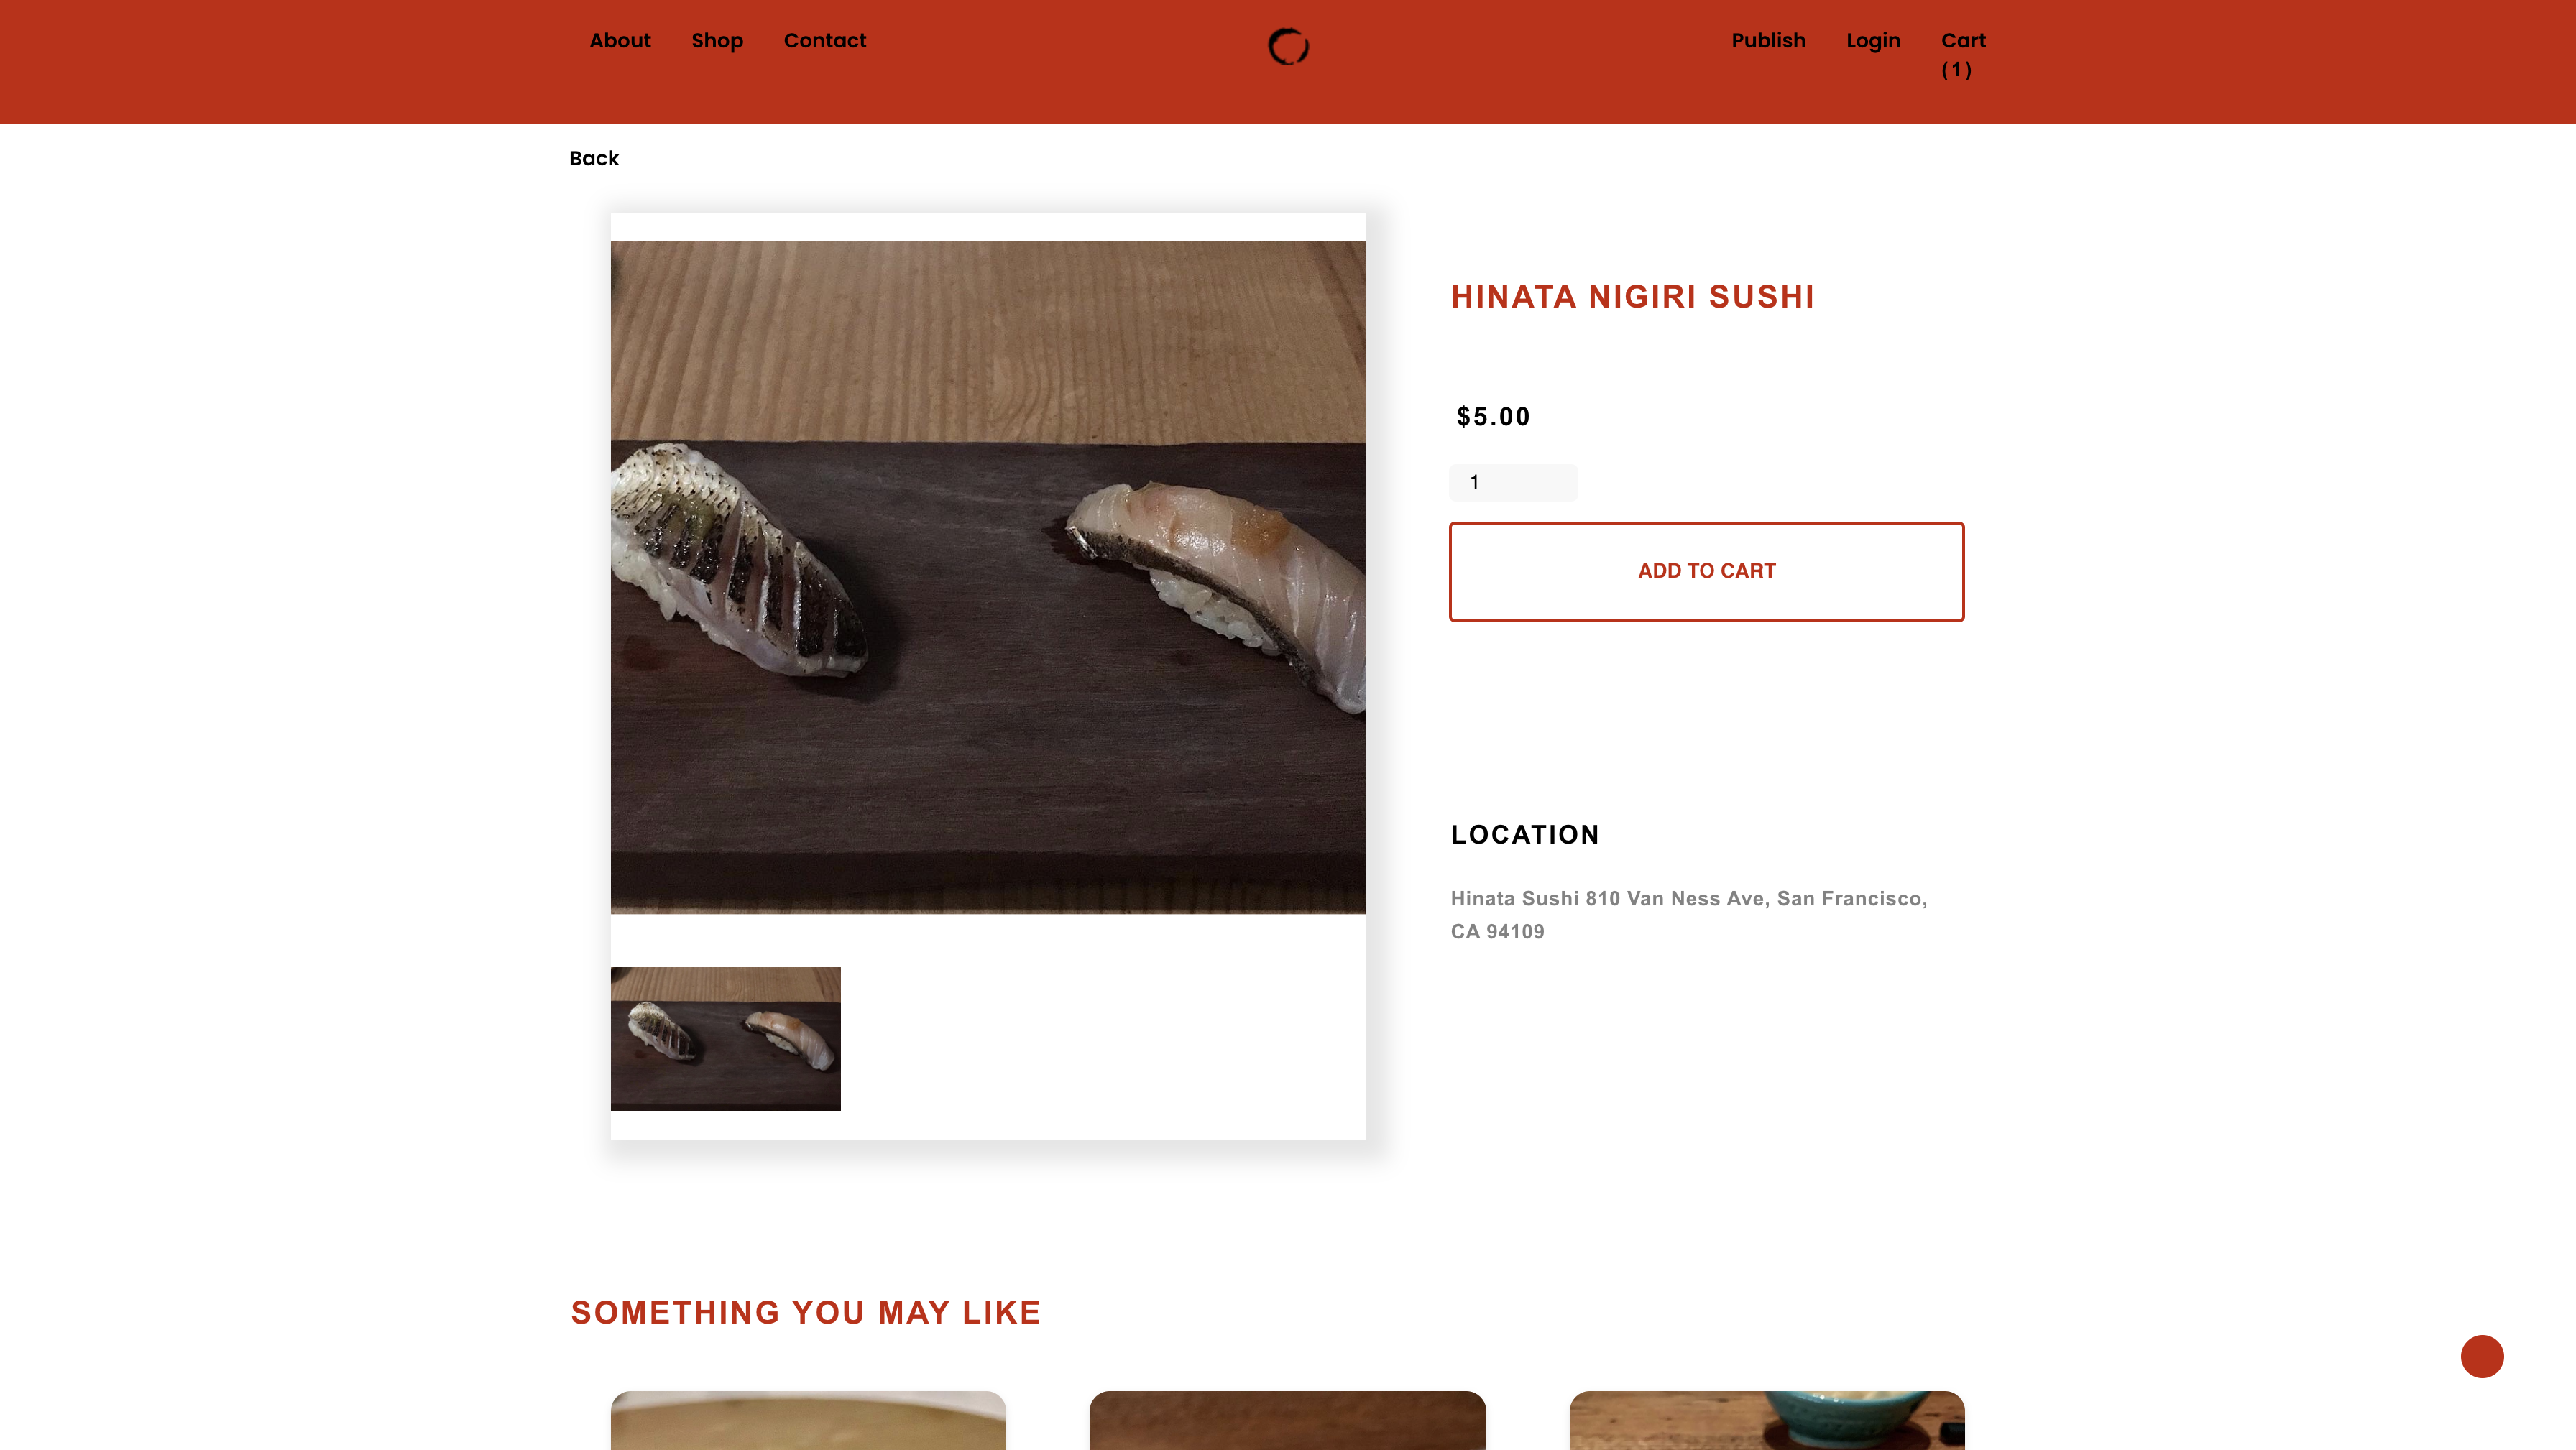 About Shop Contact Publish Login Cart
(1)
Back
HINATA NIGIRI SUSHI
$5.00
1
ADD TO CART
LOCATION
Hinata Sushi 810 Van Ness Ave, San Francisco,
CA 94109
SOMETHING YOU MAY LIKE